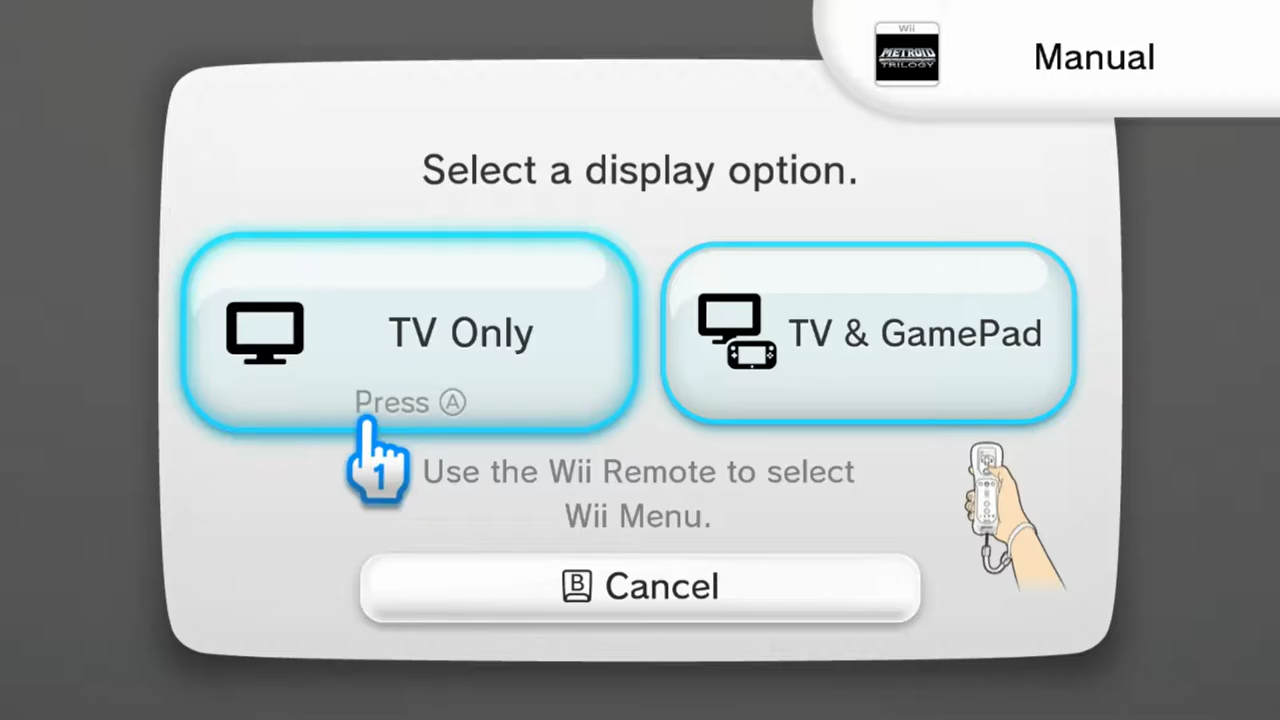 Wii
METROID
TRILOGY
Manual
Select a display option.
TV Only
Press Ⓐ
TV & GamePad
1
Use the Wii Remote to select
Wii Menu.
B Cancel